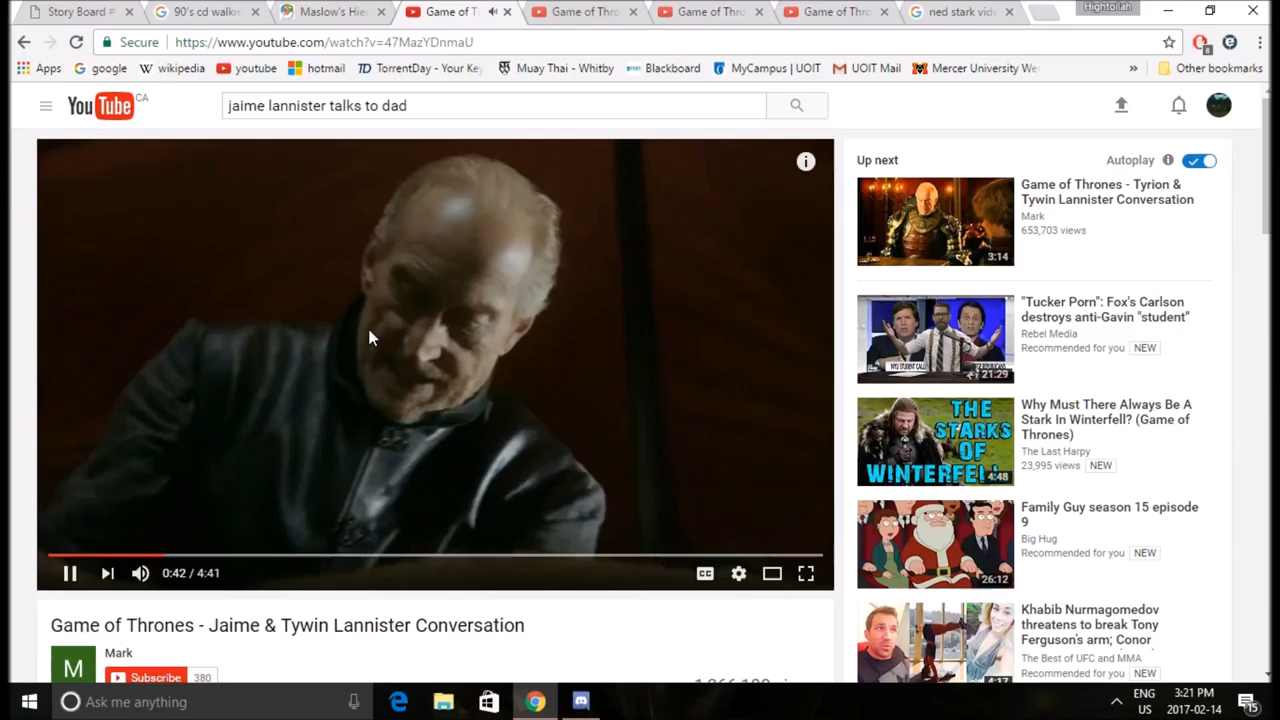 Story Board #
90's cd walkm
Maslow's Hie
Game of T
Game of Thro
Game of Thro
Game of Thro
ned stark vid
Hightollah
Secure
https://www.youtube.com/watch?v=47MazYDnmaU
8
Apps
google
W wikipedia
youtube
hotmail
TD TorrentDay - Your Key
Muay Thai - Whitby
Blackboard
MyCampus | UOIT
UOIT Mail
Mercer University We
»
Other bookmarks
YouTube CA
jaime lannister talks to dad
Up next
Autoplay
Game of Thrones - Tyrion &
Tywin Lannister Conversation
Mark
653,703 views
3:14
"Tucker Porn": Fox's Carlson
destroys anti-Gavin "student"
Rebel Media
Recommended for you NEW
21:29
Why Must There Always Be A
Stark In Winterfell? (Game of
Thrones)
The Last Harpy
23,995 views NEW
THE
STARKS
OF
WINTERFELL
4:48
Family Guy season 15 episode
9
Big Hug
Recommended for you NEW
26:12
Khabib Nurmagomedov
threatens to break Tony
Ferguson's arm; Conor
The Best of UFC and MMA
Recommended for you NEW
4:17
0:42 / 4:41
CC
Game of Thrones - Jaime & Tywin Lannister Conversation
M
Mark
Subscribe 380
Ask me anything
ENG
US
3:21 PM
2017-02-14
15